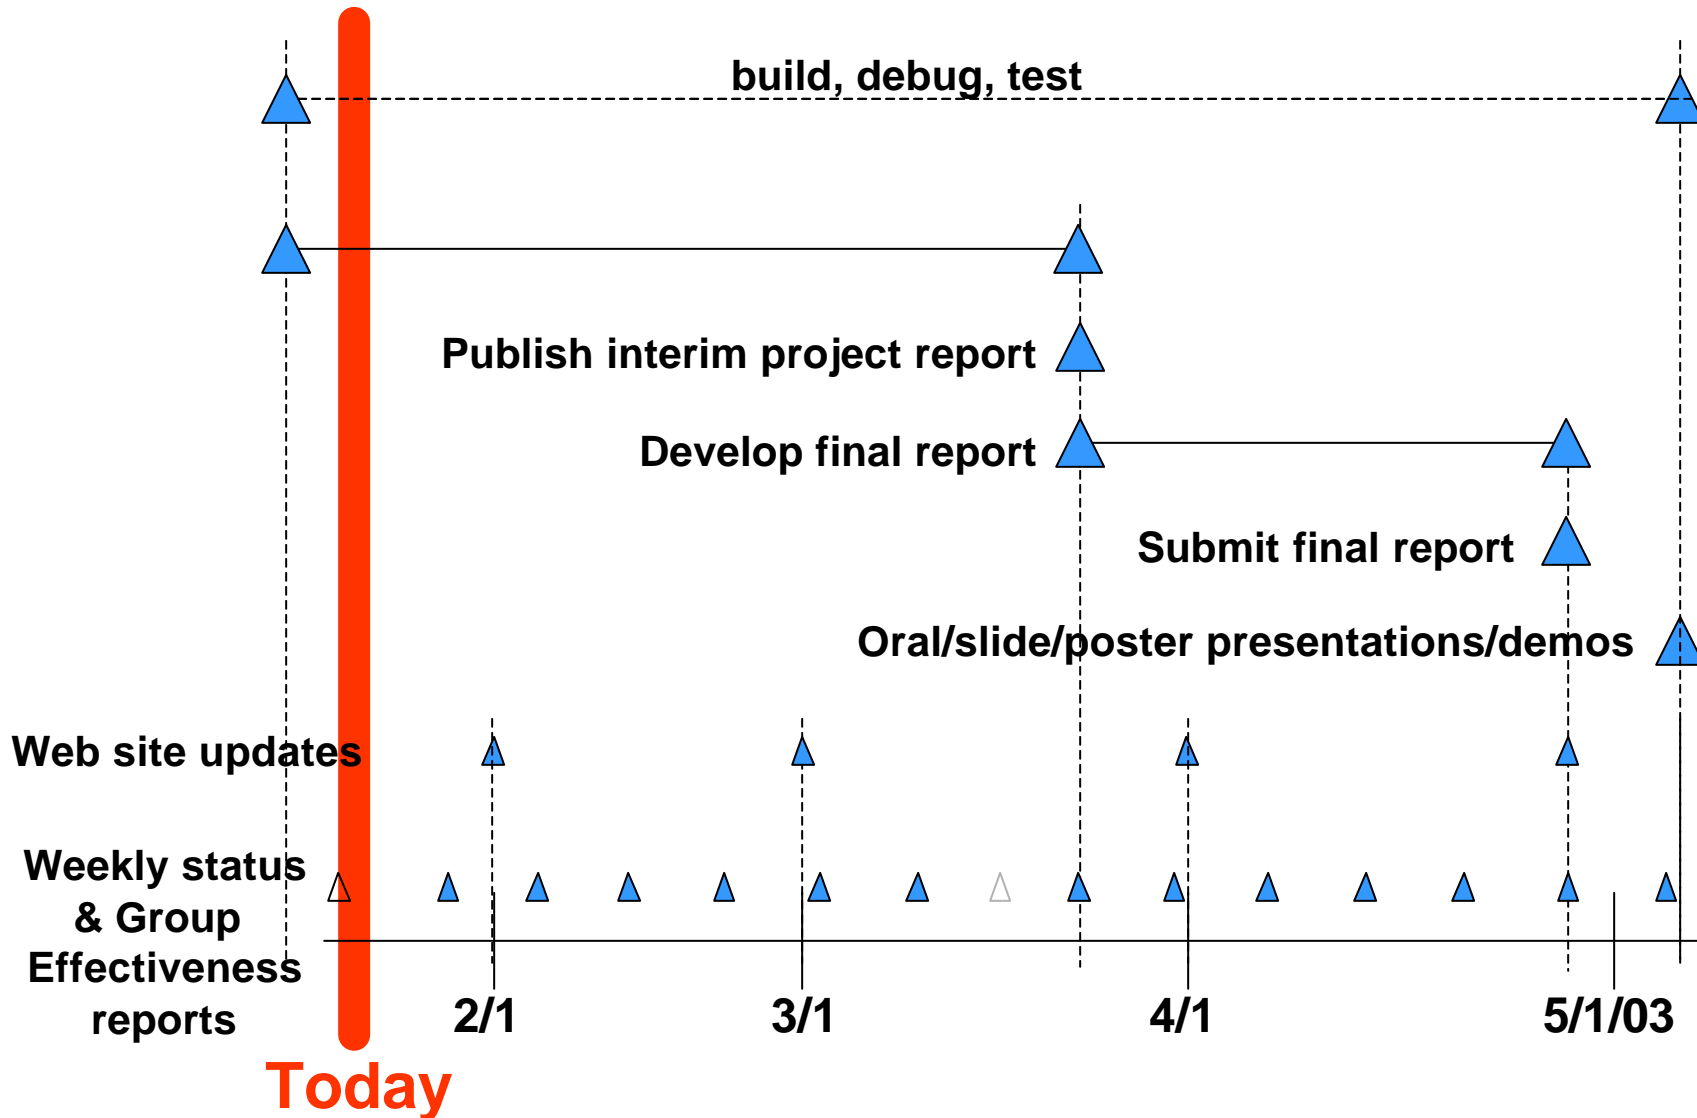 build, debug, test
Publish interim project report
Develop final report
Submit final report
Oral/slide/poster presentations/demos
Web site updates
Weekly status
& Group
Effectiveness
reports
2/1
3/1
4/1
5/1/03
Today